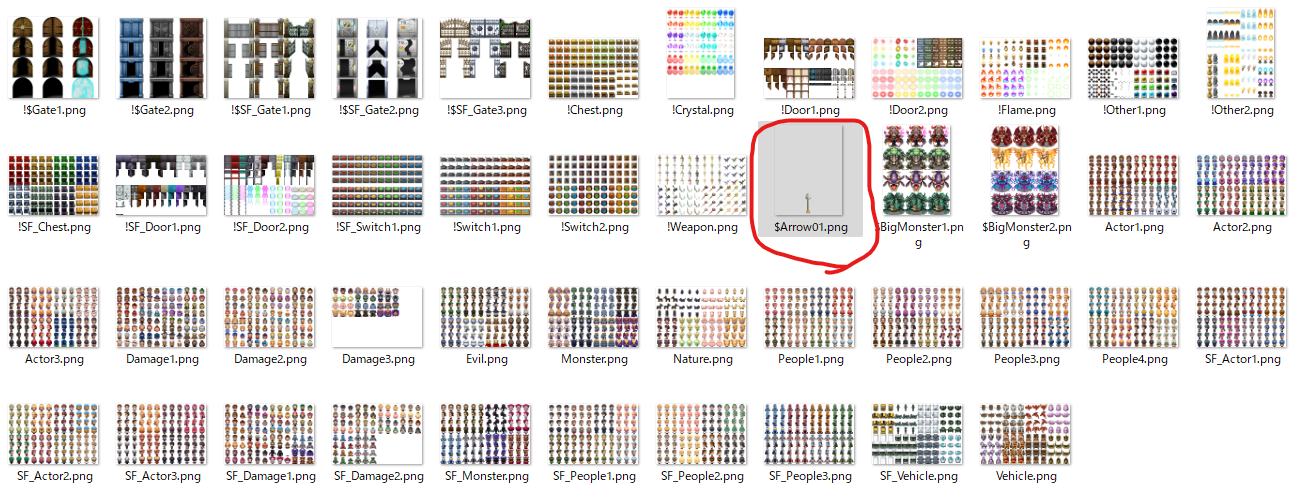 !$Gate1.png
!$Gate2.png
!$SF_Gate1.png
!$SF_Gate2.png
!$SF_Gate3.png
!Chest.png
!Crystal.png
!Door1.png
!Door2.png
!Flame.png
!Other1.png
!Other2.png
!SF_Chest.png
!SF_Door1.png
!SF_Door2.png
!SF_Switch1.png
!Switch1.png
!Switch2.png
!Weapon.png
$Arrow01.png
$BigMonster1.pn
g
$BigMonster2.pn
g
Actor1.png
Actor2.png
Actor3.png
Damage1.png
Damage2.png
Damage3.png
Evil.png
Monster.png
Nature.png
People1.png
People2.png
People3.png
People4.png
SF_Actor1.png
SF_Actor2.png
SF_Actor3.png
SF_Damage1.png
SF_Damage2.png
SF_Monster.png
SF_People1.png
SF_People2.png
SF_People3.png
SF_Vehicle.png
Vehicle.png